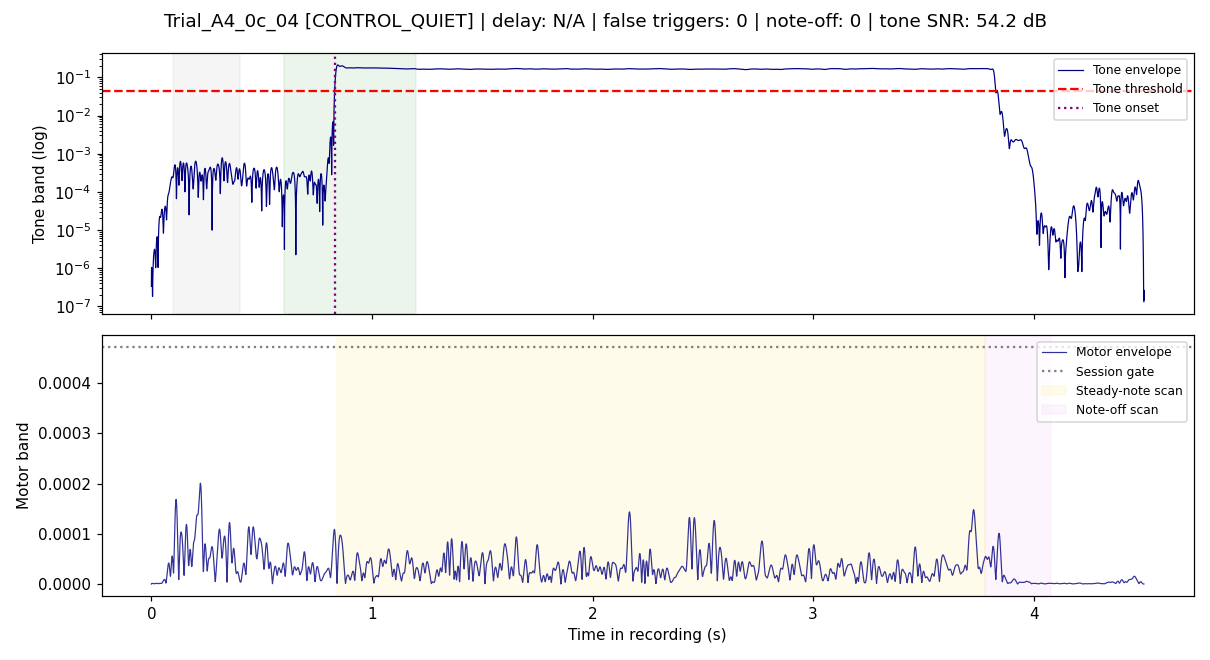 Trial_A4_0c_04 [CONTROL_QUIET] | delay: N/A | false triggers: 0 | note-off: 0 | tone SNR: 54.2 dB
Tone band (log)
10⁻¹
10⁻²
10⁻³
10⁻⁴
10⁻⁵
10⁻⁶
10⁻⁷
Tone envelope
Tone threshold
Tone onset
Motor band
0.0004
0.0003
0.0002
0.0001
0.0000
Motor envelope
Session gate
Steady-note scan
Note-off scan
0 1 2 3 4
Time in recording (s)